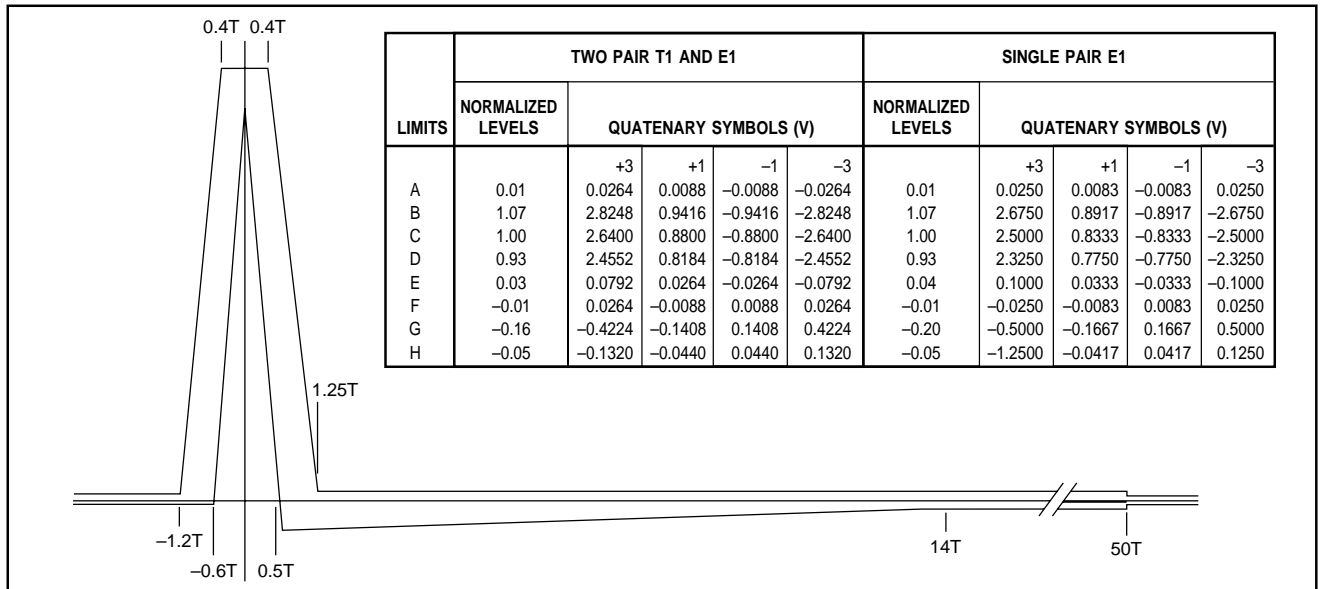 0.4T 0.4T
TWO PAIR T1 AND E1 SINGLE PAIR E1
LIMITS NORMALIZED LEVELS QUATENARY SYMBOLS (V) NORMALIZED LEVELS QUATENARY SYMBOLS (V)
+3 +1 –1 –3 +3 +1 –1 –3
A 0.01 0.0264 0.0088 –0.0088 –0.0264 0.01 0.0250 0.0083 –0.0083 0.0250
B 1.07 2.8248 0.9416 –0.9416 –2.8248 1.07 2.6750 0.8917 –0.8917 –2.6750
C 1.00 2.6400 0.8800 –0.8800 –2.6400 1.00 2.5000 0.8333 –0.8333 –2.5000
D 0.93 2.4552 0.8184 –0.8184 –2.4552 0.93 2.3250 0.7750 –0.7750 –2.3250
E 0.03 0.0792 0.0264 –0.0264 –0.0792 0.04 0.1000 0.0333 –0.0333 –0.1000
F –0.01 0.0264 –0.0088 0.0088 0.0264 –0.01 –0.0250 –0.0083 0.0083 0.0250
G –0.16 –0.4224 –0.1408 0.1408 0.4224 –0.20 –0.5000 –0.1667 0.1667 0.5000
H –0.05 –0.1320 –0.0440 0.0440 0.1320 –0.05 –1.2500 –0.0417 0.0417 0.1250
1.25T
–1.2T
14T
50T
–0.6T 0.5T